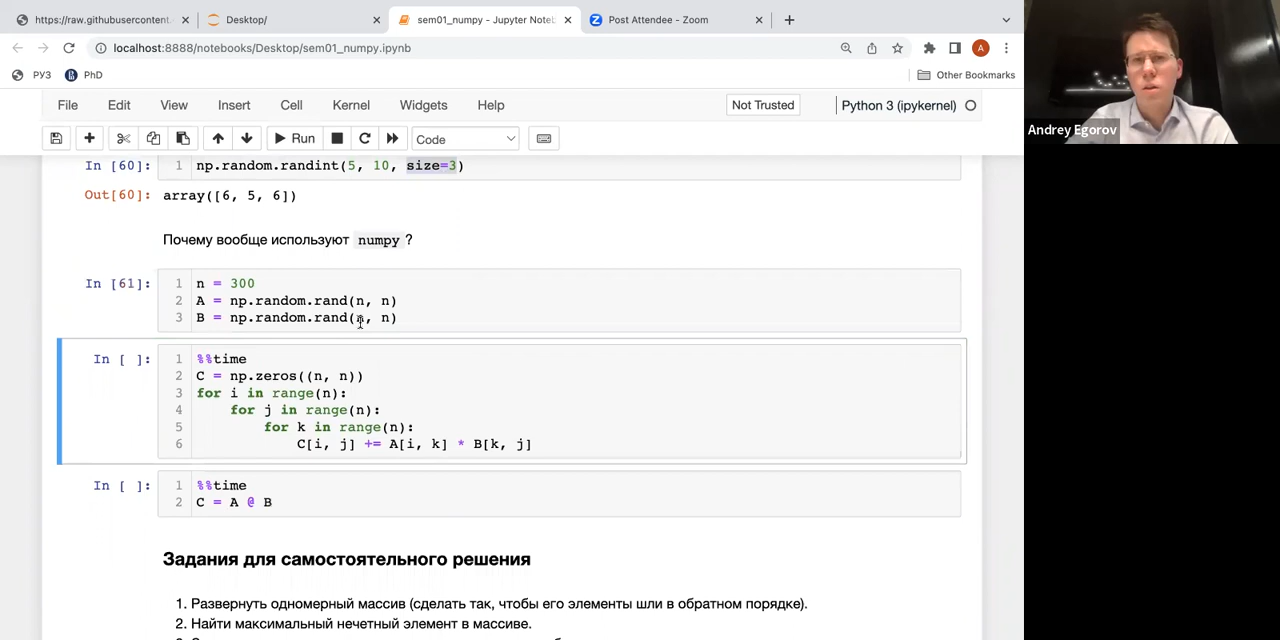 https://raw.githubusercontent.
Desktop/
sem01_numpy - Jupyter Note
Post Attendee - Zoom
localhost:8888/notebooks/Desktop/sem01_numpy.ipynb
A
РУЗ
PhD
Other Bookmarks
File Edit View Insert Cell Kernel Widgets Help
Not Trusted
Python 3 (ipykernel)
Run
Code
In [60]: 1 np.random.randint(5, 10, size=3)
Out[60]: array([6, 5, 6])
Почему вообще используют numpy ?
In [61]: 1 n = 300
2 A = np.random.rand(n, n)
3 B = np.random.rand(n, n)
In [ ]: 1 %%time
2 C = np.zeros((n, n))
3 for i in range(n):
4 for j in range(n):
5 for k in range(n):
6 C[i, j] += A[i, k] * B[k, j]
In [ ]: 1 %%time
2 C = A @ B
Задания для самостоятельного решения
1. Развернуть одномерный массив (сделать так, чтобы его элементы шли в обратном порядке).
2. Найти максимальный нечетный элемент в массиве.
Andrey Egorov